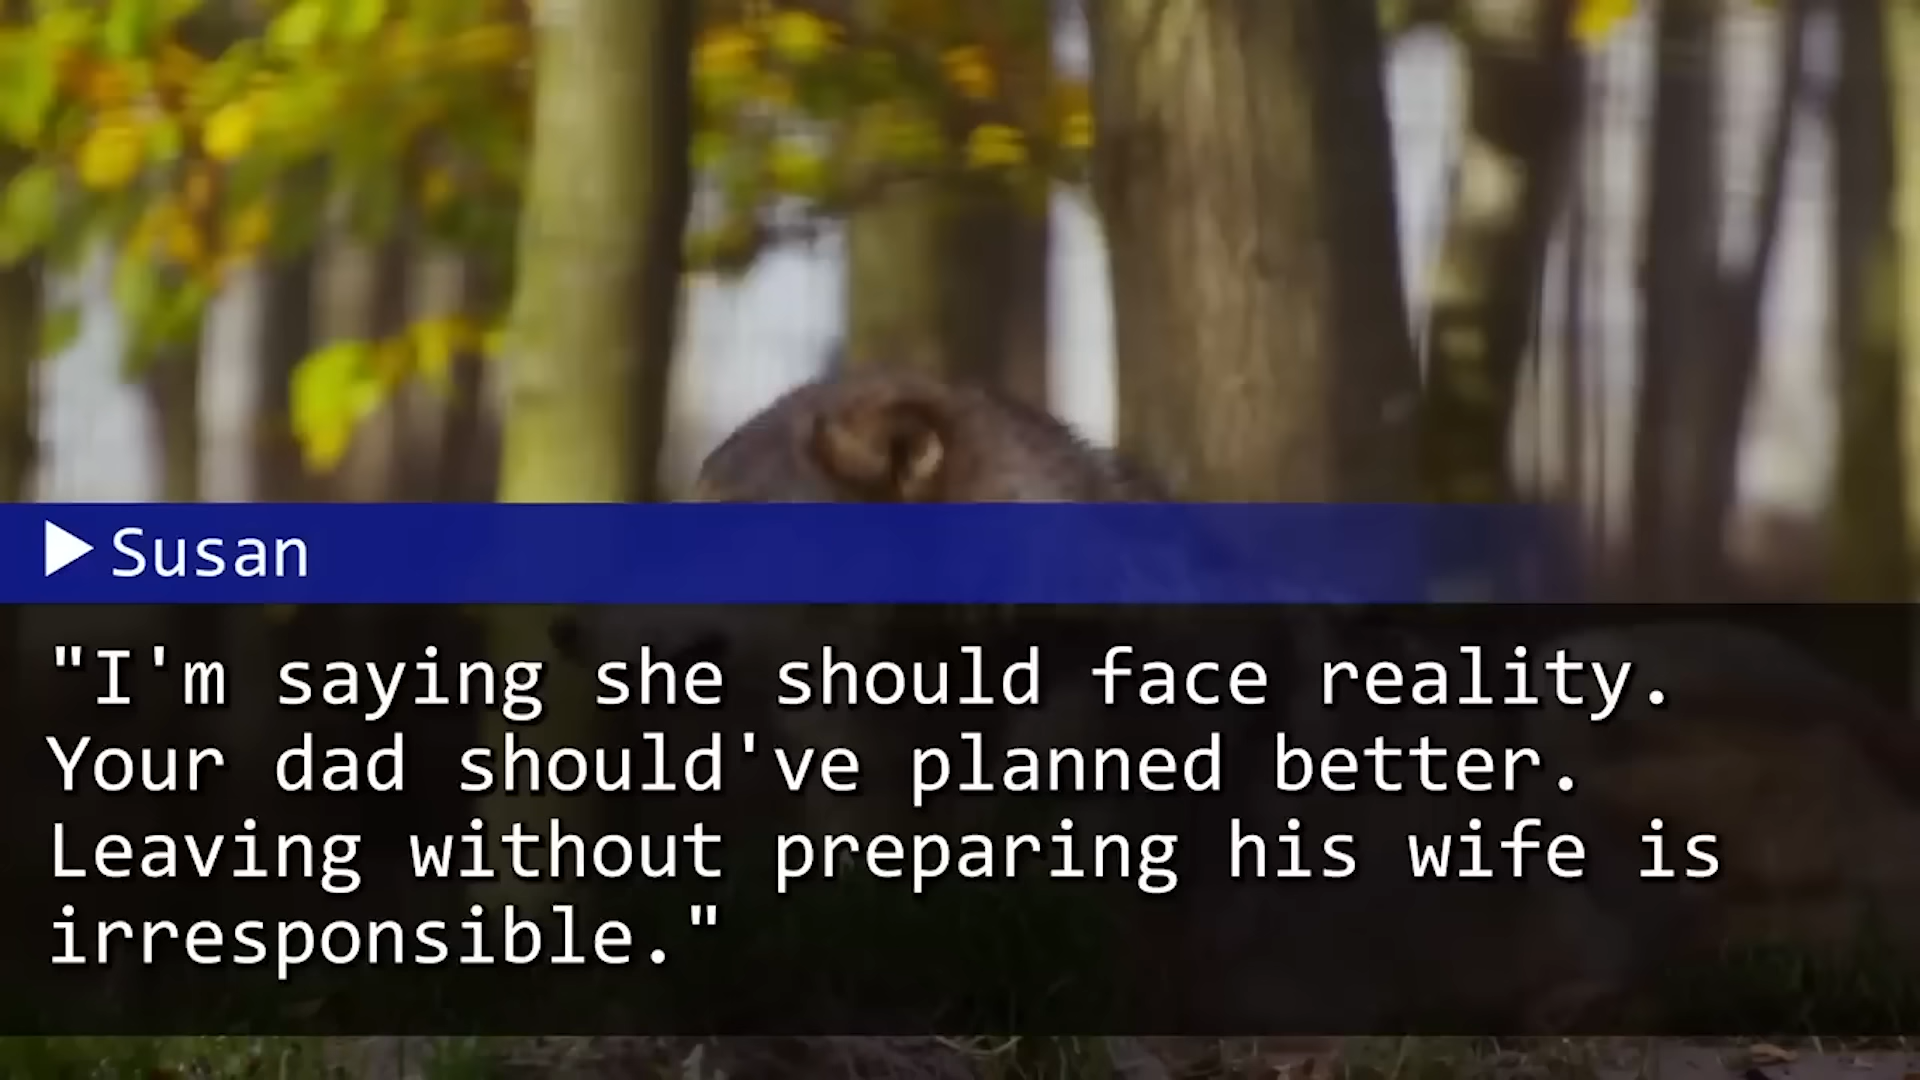 ▶Susan
"I'm saying she should face reality.
Your dad should've planned better.
Leaving without preparing his wife is
irresponsible."